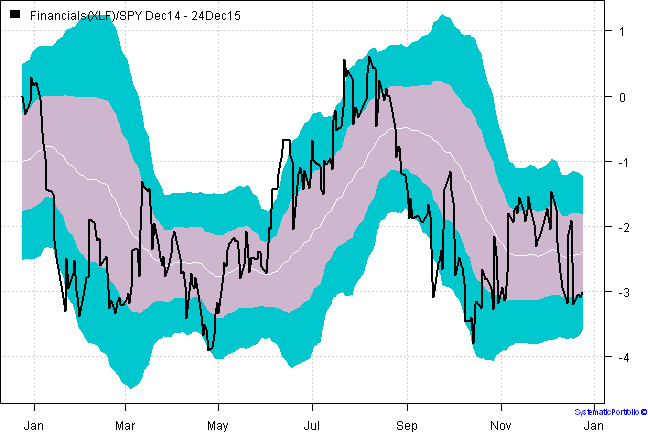 Financials(XLF)/SPY Dec14 - 24Dec15
1
0
-1
-2
-3
-4
SystematicPortfolio ©
Jan Mar May Jul Sep Nov Jan